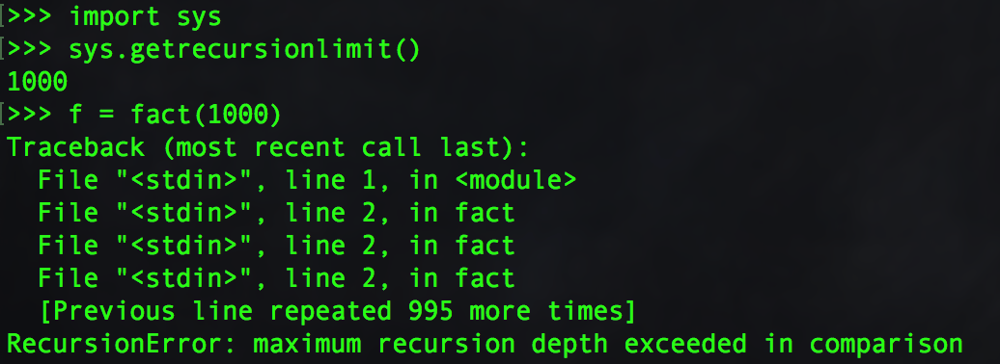 >>> import sys
>>> sys.getrecursionlimit()
1000
>>> f = fact(1000)
Traceback (most recent call last):
  File "<stdin>", line 1, in <module>
  File "<stdin>", line 2, in fact
  File "<stdin>", line 2, in fact
  File "<stdin>", line 2, in fact
  [Previous line repeated 995 more times]
RecursionError: maximum recursion depth exceeded in comparison